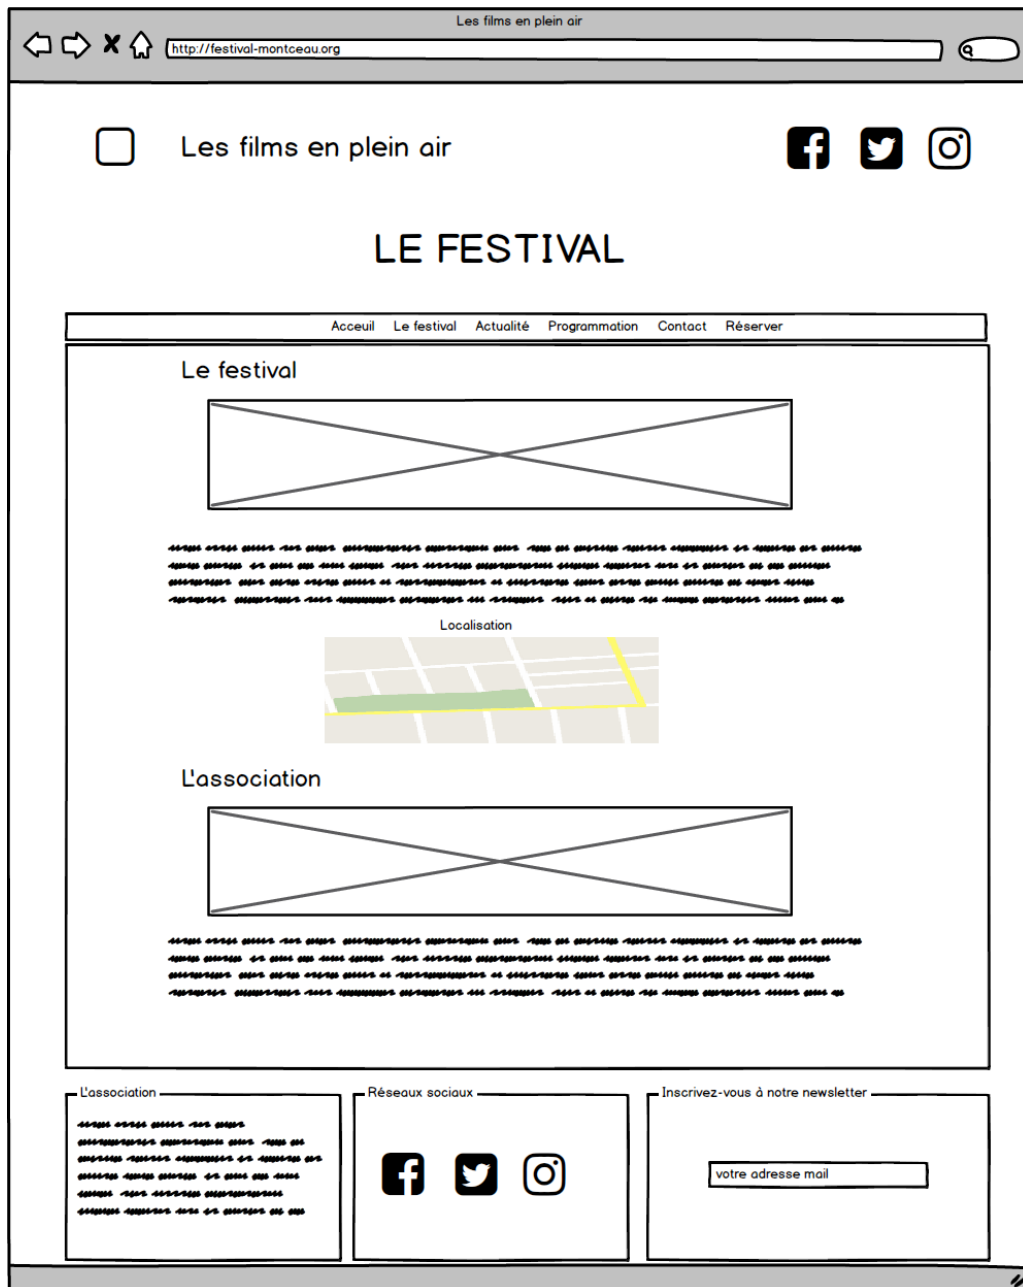 Les films en plein air
http://festival-montceau.org
Les films en plein air
LE FESTIVAL
Acceuil Le festival Actualité Programmation Contact Réserver
Le festival
Localisation
L'association
L'association
Réseaux sociaux
Inscrivez-vous à notre newsletter
votre adresse mail